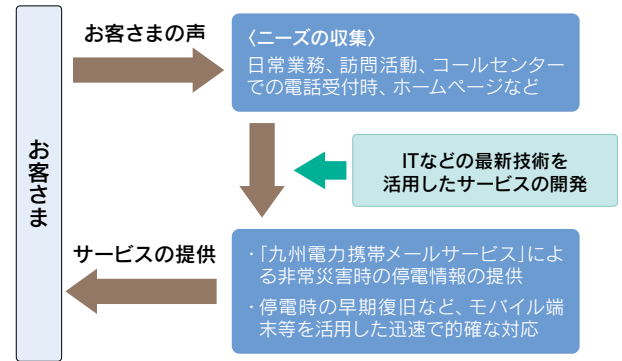 お客さま
お客さまの声
〈ニーズの収集〉
日常業務、訪問活動、コールセンター
での電話受付時、ホームページなど
ITなどの最新技術を
活用したサービスの開発
サービスの提供
・「九州電力携帯メールサービス」によ
る非常災害時の停電情報の提供
・停電時の早期復旧など、モバイル端
末等を活用した迅速で的確な対応